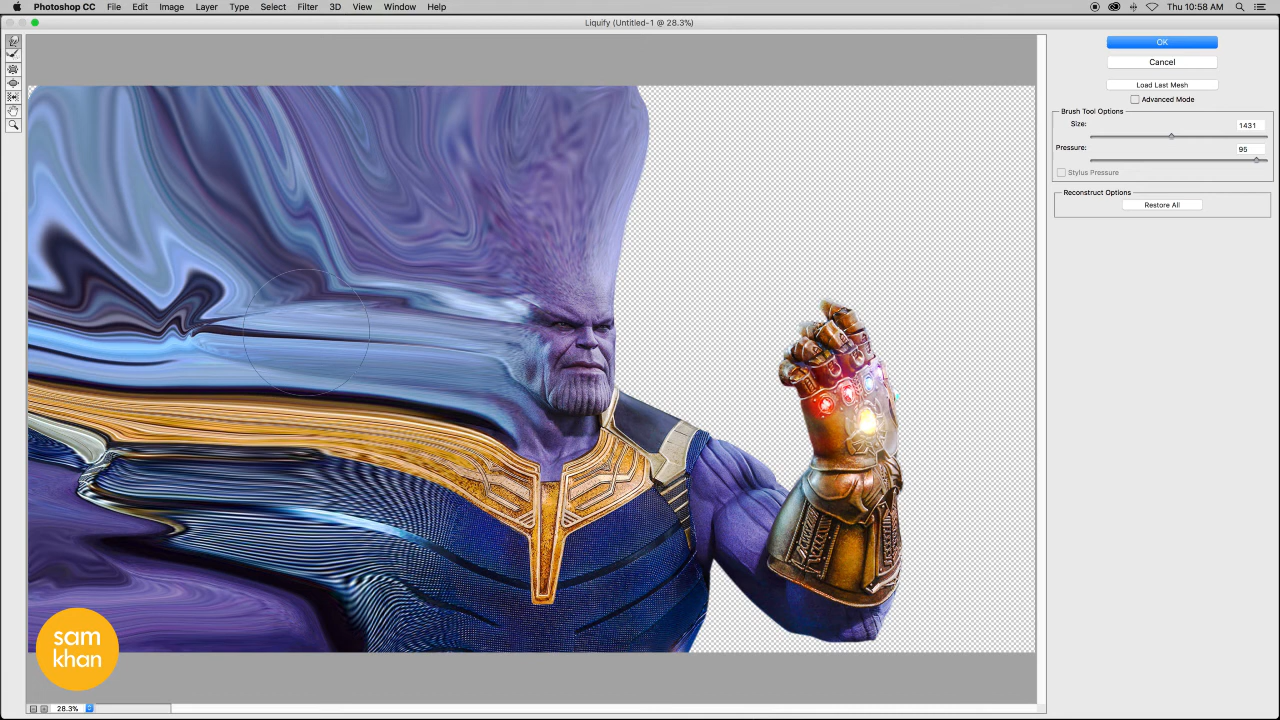 Photoshop CC File Edit Image Layer Type Select Filter 3D View Window Help Thu 10:58 AM
Liquify (Untitled-1 @ 28.3%)
OK
Cancel
Load Last Mesh
Advanced Mode
Brush Tool Options
Size: 1431
Pressure: 95
Stylus Pressure
Reconstruct Options
Restore All
sam
khan
28.3%